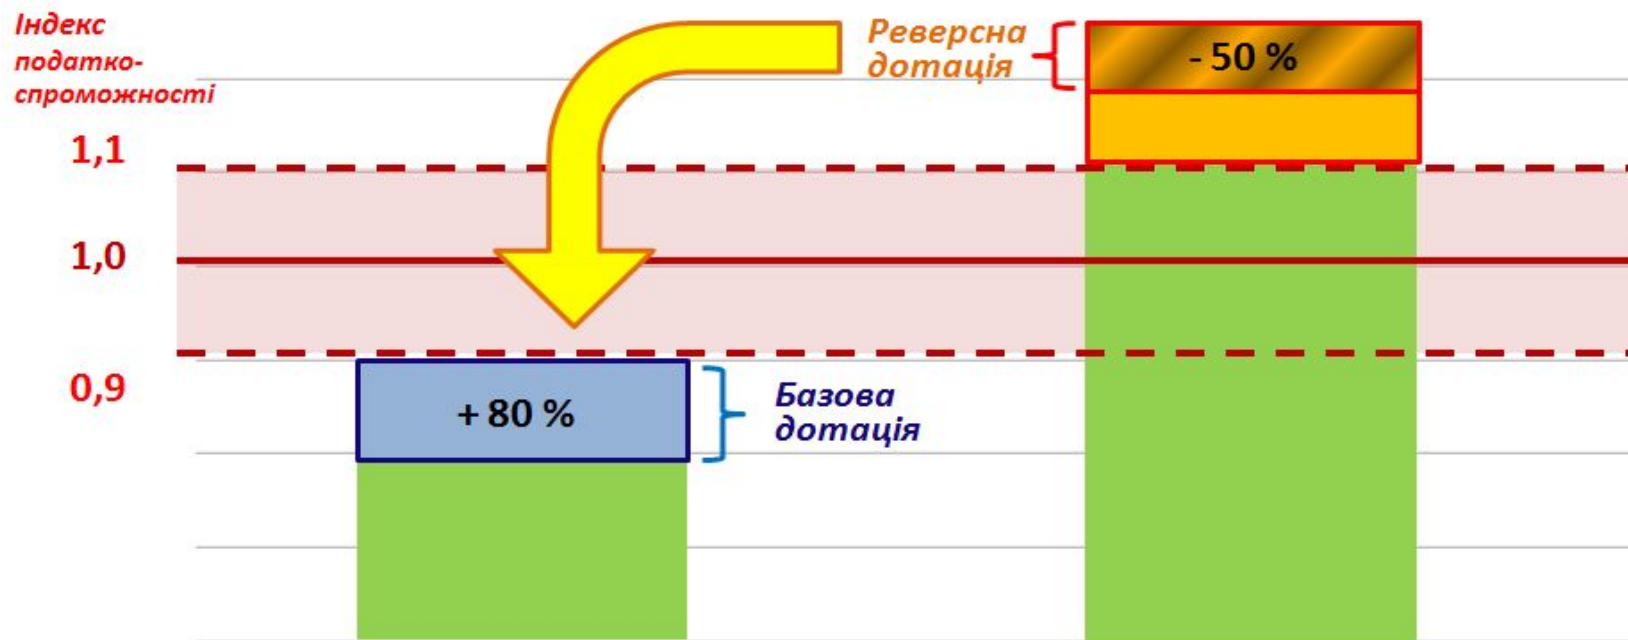 Індекс
податко-
спроможності
Реверсна
дотація
- 50 %
1,1
1,0
0,9
+ 80 %
Базова
дотація